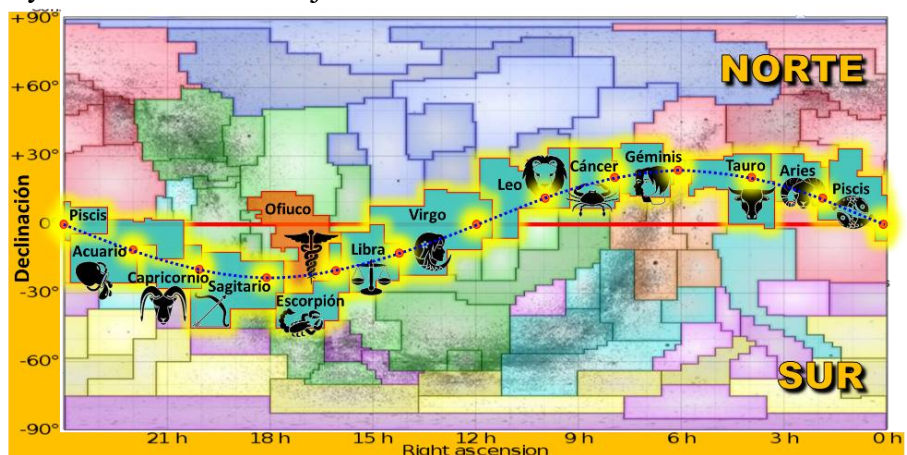 +90°
NORTE
+60°
+30°
Géminis
Cáncer
Tauro
Aries
Leo
Piscis
Declinación
0
Piscis
Ofiuco
Virgo
Libra
Acuario
Capricornio
Sagitario
Escorpión
-30°
-60°
SUR
-90°
21 h 18 h 15 h 12 h 9 h 6 h 3 h 0 h
Right ascension